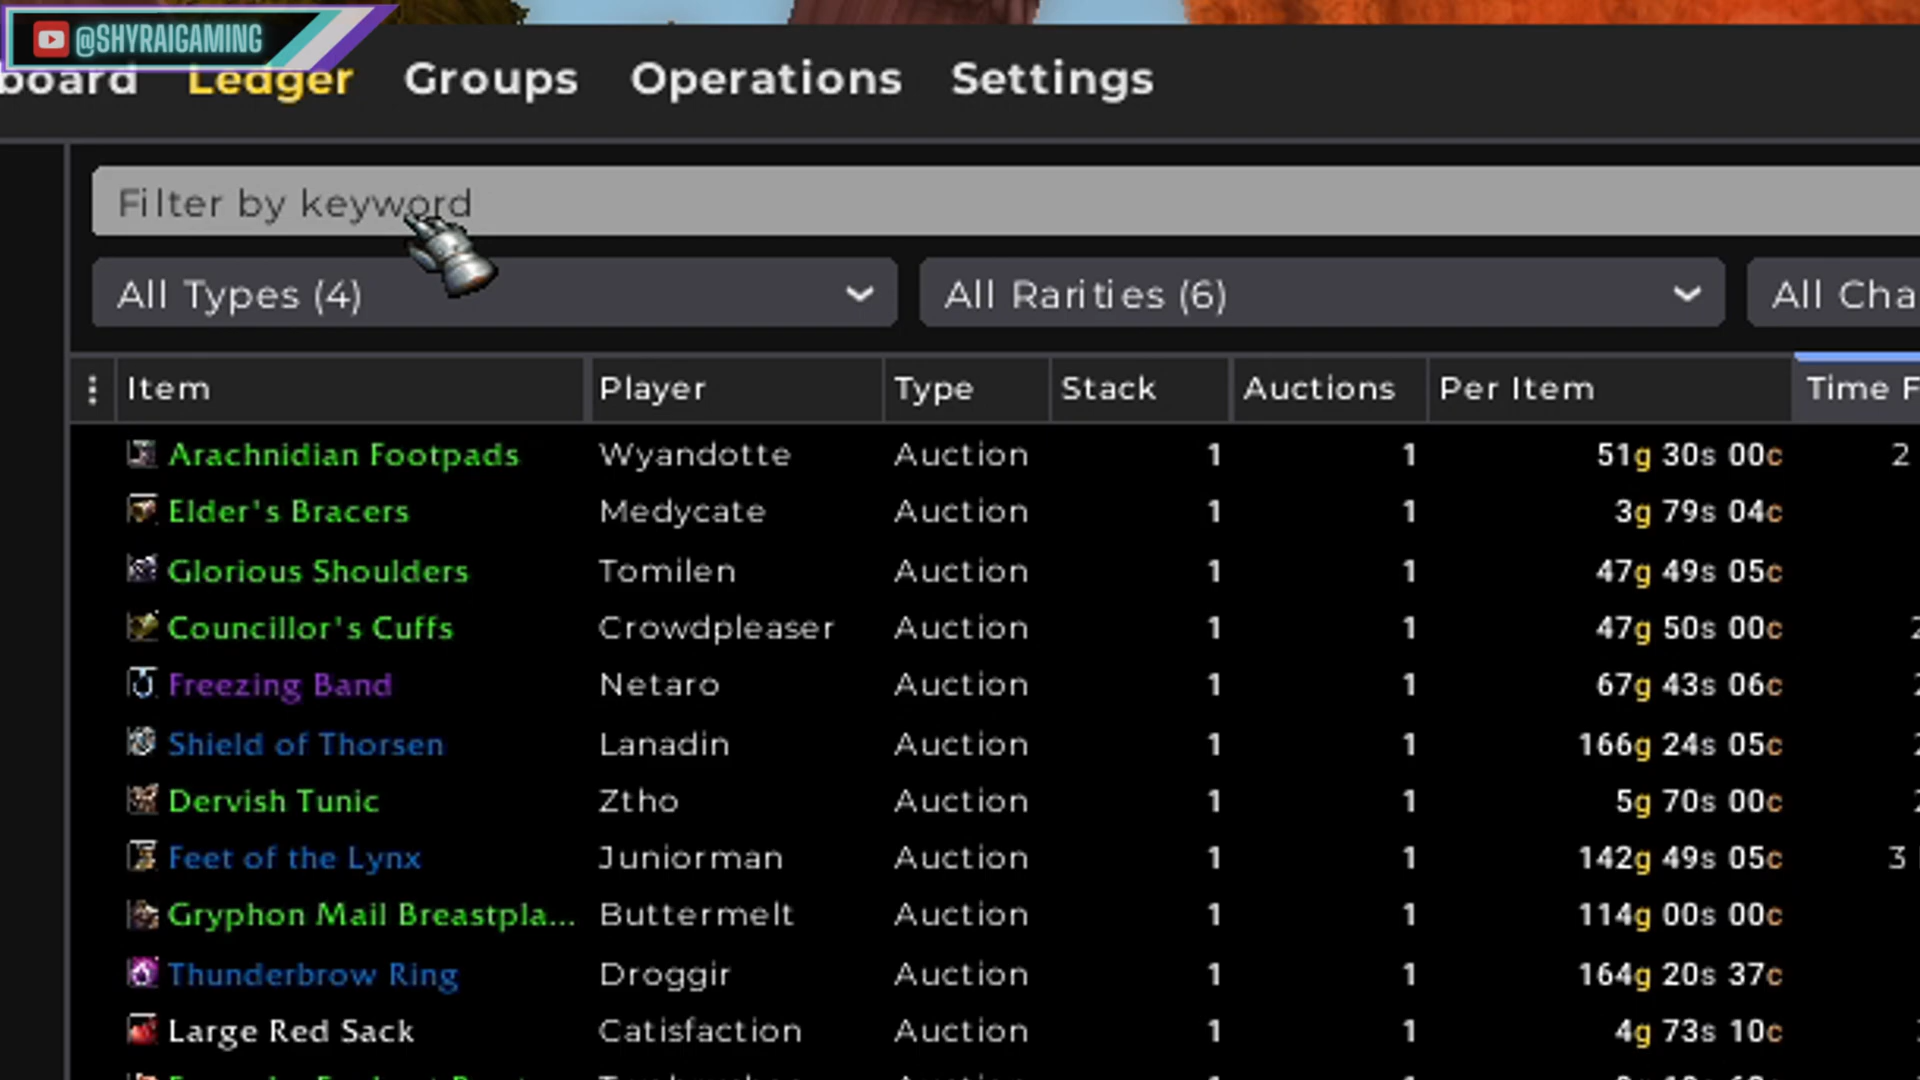 @SHYRAIGAMING
board Ledger Groups Operations Settings
Filter by keyword
All Types (4) All Rarities (6) All Cha
Item Player Type Stack Auctions Per Item Time F
Arachnidian Footpads Wyandotte Auction 1 1 51g 30s 00c 2
Elder's Bracers Medycate Auction 1 1 3g 79s 04c
Glorious Shoulders Tomilen Auction 1 1 47g 49s 05c
Councillor's Cuffs Crowdpleaser Auction 1 1 47g 50s 00c 2
Freezing Band Netaro Auction 1 1 67g 43s 06c 2
Shield of Thorsen Lanadin Auction 1 1 166g 24s 05c 2
Dervish Tunic Ztho Auction 1 1 5g 70s 00c 2
Feet of the Lynx Juniorman Auction 1 1 142g 49s 05c 3
Gryphon Mail Breastpla... Buttermelt Auction 1 1 114g 00s 00c
Thunderbrow Ring Droggir Auction 1 1 164g 20s 37c
Large Red Sack Catisfaction Auction 1 1 4g 73s 10c